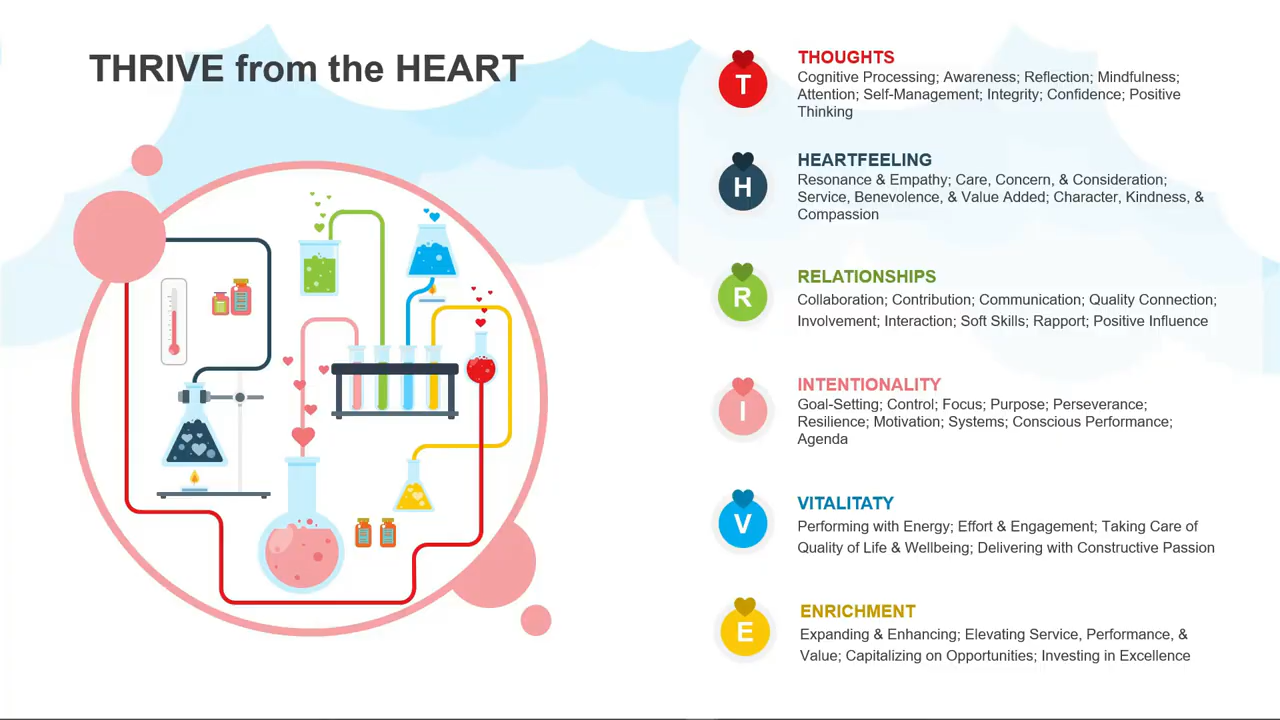 THRIVE from the HEART
T
THOUGHTS
Cognitive Processing; Awareness; Reflection; Mindfulness;
Attention; Self-Management; Integrity; Confidence; Positive
Thinking
H
HEARTFEELING
Resonance & Empathy; Care, Concern, & Consideration;
Service, Benevolence, & Value Added; Character, Kindness, &
Compassion
R
RELATIONSHIPS
Collaboration; Contribution; Communication; Quality Connection;
Involvement; Interaction; Soft Skills; Rapport; Positive Influence
I
INTENTIONALITY
Goal-Setting; Control; Focus; Purpose; Perseverance;
Resilience; Motivation; Systems; Conscious Performance;
Agenda
V
VITALITATY
Performing with Energy; Effort & Engagement; Taking Care of
Quality of Life & Wellbeing; Delivering with Constructive Passion
E
ENRICHMENT
Expanding & Enhancing; Elevating Service, Performance, &
Value; Capitalizing on Opportunities; Investing in Excellence